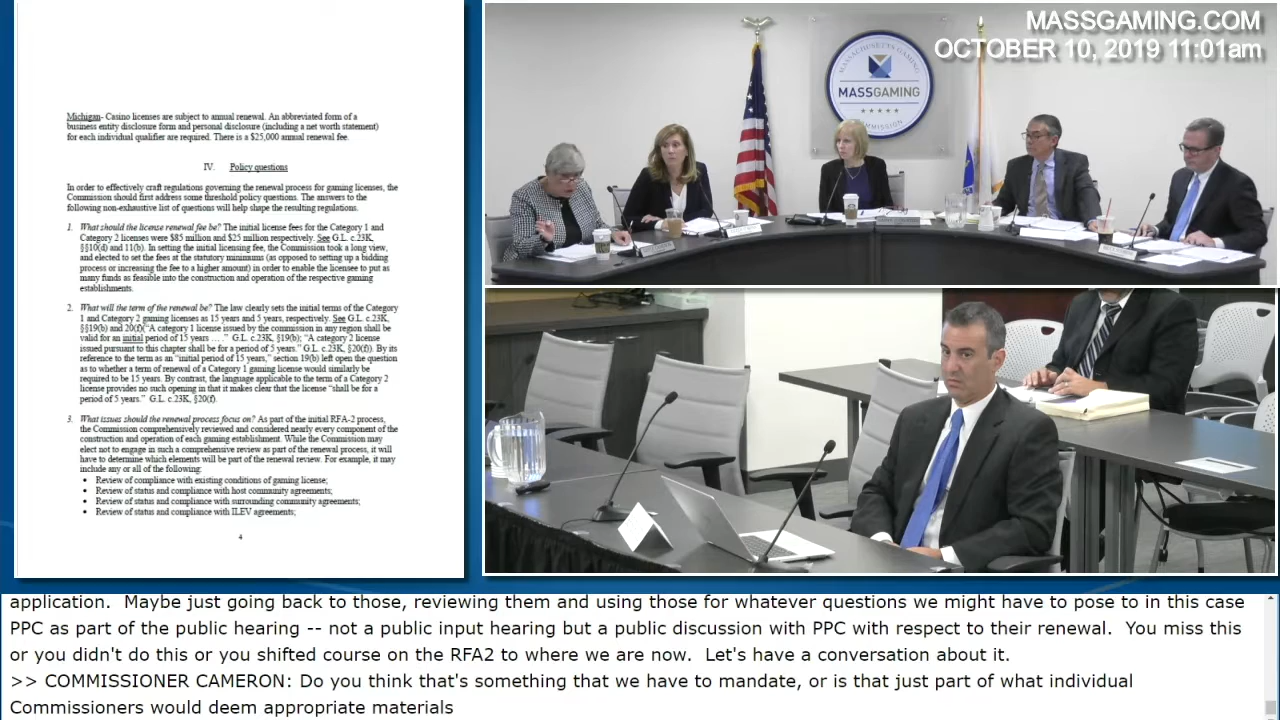 MASSGAMING.COM
OCTOBER 10, 2019 11:01am
MASSACHUSETTS GAMING
MASSGAMING
COMMISSION
Michigan- Casino licenses are subject to annual renewal. An abbreviated form of a
business entity disclosure form and personal disclosure (including a net worth statement)
for each individual qualifier are required. There is a $25,000 annual renewal fee.
IV. Policy questions
In order to effectively craft regulations governing the renewal process for gaming licenses, the
Commission should first address some threshold policy questions. The answers to the
following non-exhaustive list of questions will help shape the resulting regulations.
1. What should the license renewal fee be? The initial license fees for the Category 1 and
Category 2 licenses were $85 million and $25 million respectively. See G.L. c.23K,
§§10(d) and 11(b). In setting the initial licensing fee, the Commission took a long view,
and elected to set the fees at the statutory minimums (as opposed to setting up a bidding
process or increasing the fee to a higher amount) in order to enable the licensee to put as
many funds as feasible into the construction and operation of the respective gaming
establishments.
2. What will the term of the renewal be? The law clearly sets the initial terms of the Category
1 and Category 2 gaming licenses as 15 years and 5 years, respectively. See G.L. c.23K,
§§19(b) and 20(f)("A category 1 license issued by the commission in any region shall be
valid for an initial period of 15 years . . . ." G.L. c.23K, §19(b); "A category 2 license
issued pursuant to this chapter shall be for a period of 5 years." G.L. c.23K, §20(f)). By its
reference to the term as an "initial period of 15 years," section 19(b) left open the question
as to whether a term of renewal of a Category 1 gaming license would similarly be
required to be 15 years. By contrast, the language applicable to the term of a Category 2
license provides no such opening in that it makes clear that the license "shall be for a
period of 5 years." G.L. c.23K, §20(f).
3. What issues should the renewal process focus on? As part of the initial RFA-2 process,
the Commission comprehensively reviewed and considered nearly every component of the
construction and operation of each gaming establishment. While the Commission may
elect not to engage in such a comprehensive review as part of the renewal process, it will
have to determine which elements will be part of the renewal review. For example, it may
include any or all of the following:
• Review of compliance with existing conditions of gaming license;
• Review of status and compliance with host community agreements;
• Review of status and compliance with surrounding community agreements;
• Review of status and compliance with ILEV agreements;
4
application. Maybe just going back to those, reviewing them and using those for whatever questions we might have to pose to in this case
PPC as part of the public hearing -- not a public input hearing but a public discussion with PPC with respect to their renewal. You miss this
or you didn't do this or you shifted course on the RFA2 to where we are now. Let's have a conversation about it.
>> COMMISSIONER CAMERON: Do you think that's something that we have to mandate, or is that just part of what individual
Commissioners would deem appropriate materials